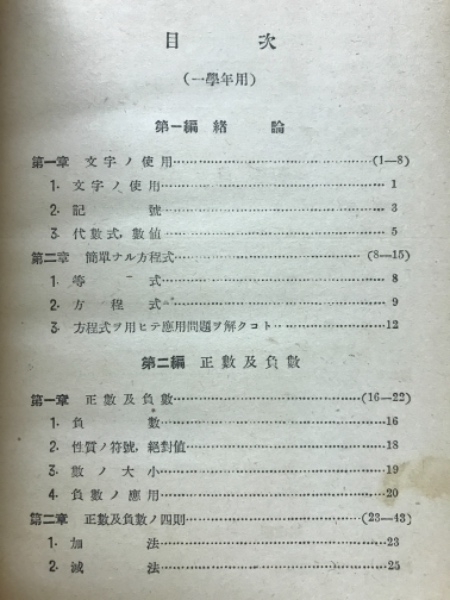 目次
(一學年用)
第一編 緒論
第一章 文字ノ使用……(1—8)
1. 文字ノ使用……1
2. 記號……3
3. 代數式, 數値……5
第二章 簡單ナル方程式……(8—15)
1. 等式……8
2. 方程式……9
3. 方程式ヲ用ヒテ應用問題ヲ解クコト……12
第二編 正數及負數
第一章 正數及負數……(16—22)
1. 負數……16
2. 性質ノ符號, 絕對値……18
3. 數ノ大小……19
4. 負數ノ應用……20
第二章 正數及負數ノ四則……(23—43)
1. 加法……23
2. 減法……25